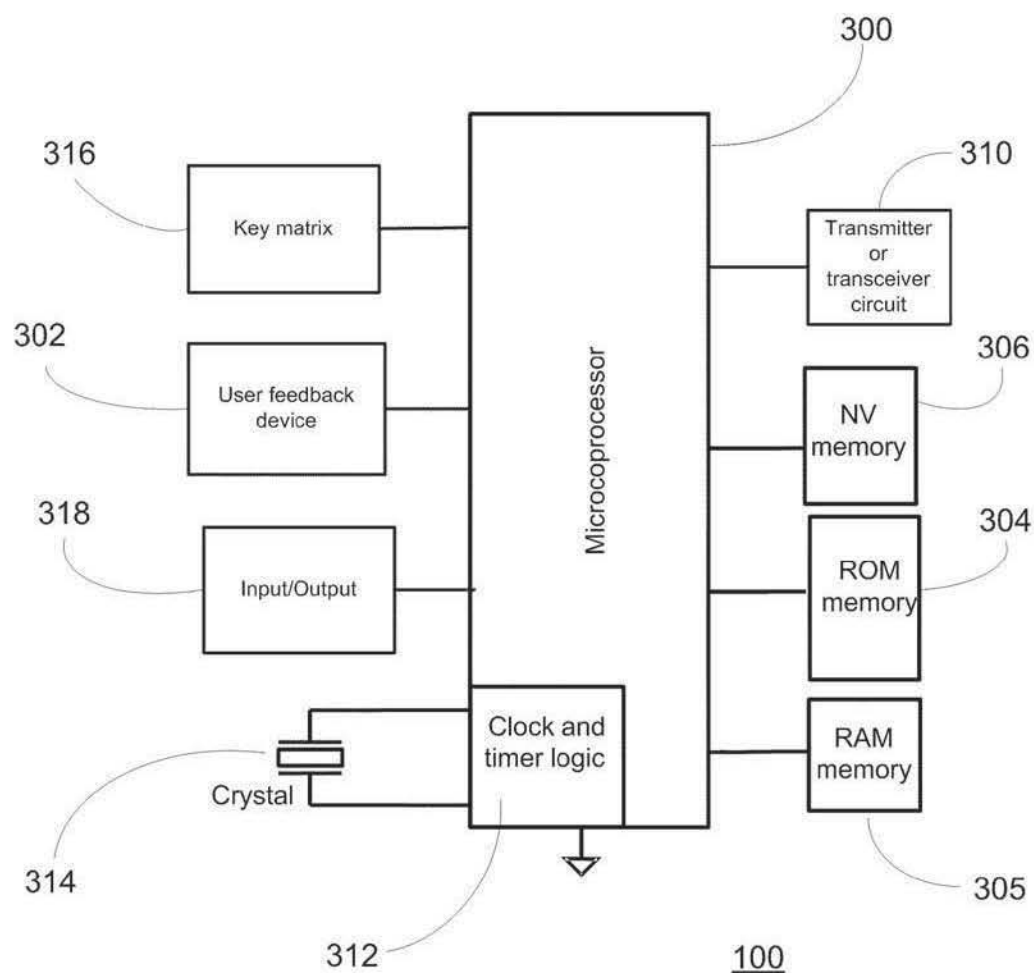 300
316
Key matrix
310
Transmitter
or
transceiver
circuit
302
User feedback
device
306
NV
memory
Microcoprocessor
318
Input/Output
304
ROM
memory
Clock and
timer logic
Crystal
RAM
memory
314
305
312
100